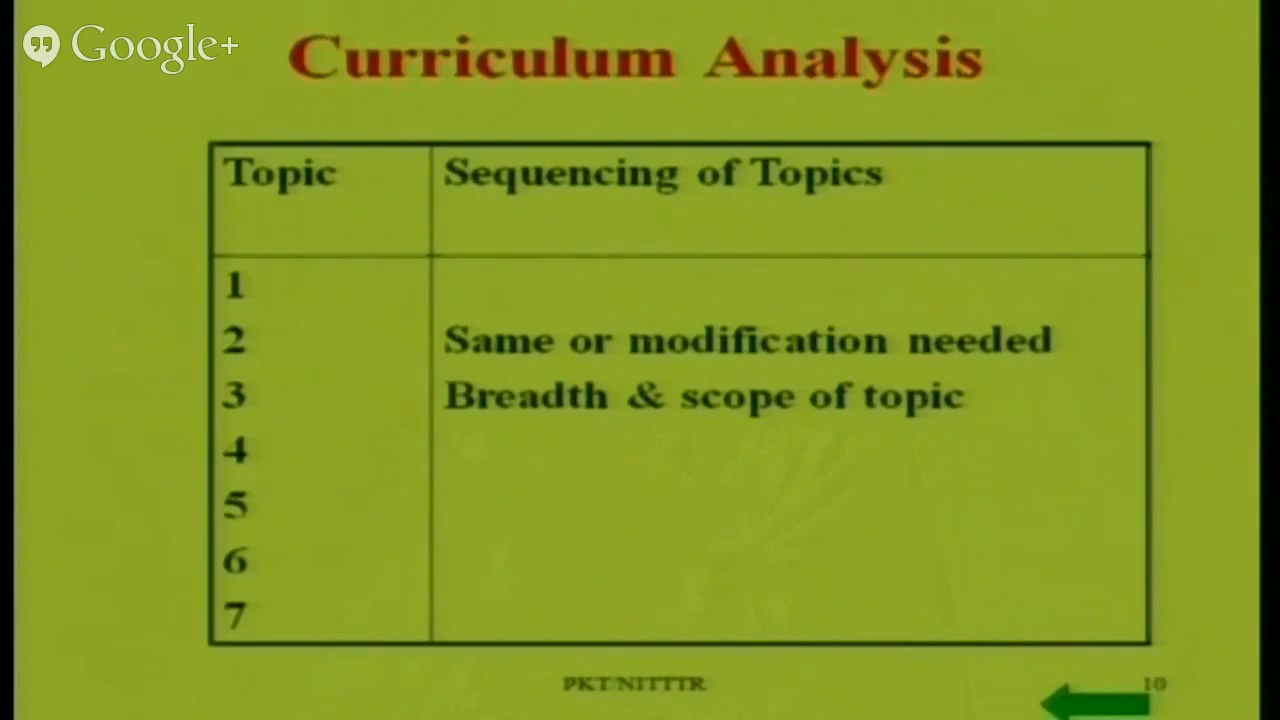 Google+
Curriculum Analysis
Topic Sequencing of Topics
1
2 Same or modification needed
3 Breadth & scope of topic
4
5
6
7
PKT/NITTTR 10